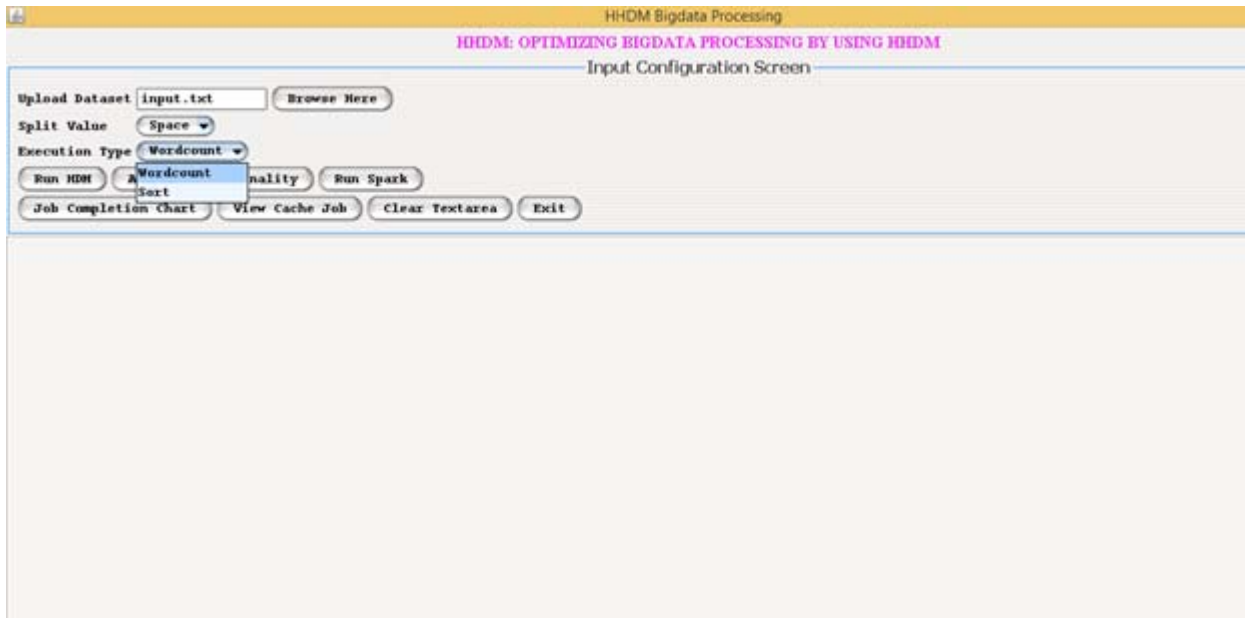 HHDM Bigdata Processing
HHDM: OPTIMIZING BIGDATA PROCESSING BY USING HHDM
Input Configuration Screen
Upload Dataset input.txt Browse Here
Split Value Space
Execution Type Wordcount
Wordcount
Sort
Run HDM A nality Run Spark
Job Completion Chart View Cache Job Clear Textarea Exit